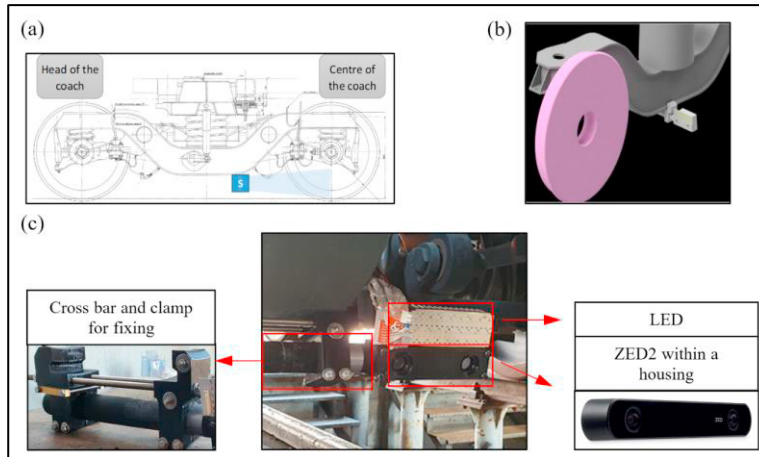 (a)
Head of the
coach
Centre of
the coach
S
(b)
(c)
Cross bar and clamp
for fixing
LED
ZED2 within a
housing